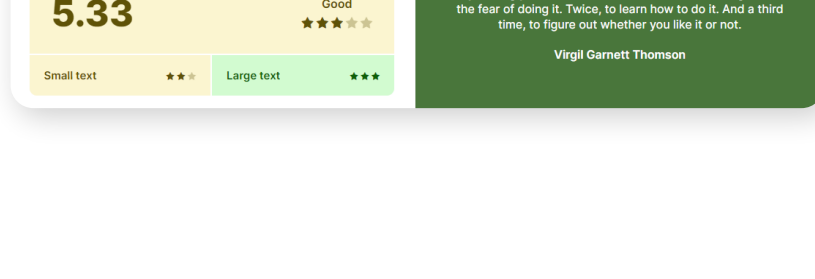 5.33
Good
Small text
Large text
the fear of doing it. Twice, to learn how to do it. And a third
time, to figure out whether you like it or not.
Virgil Garnett Thomson